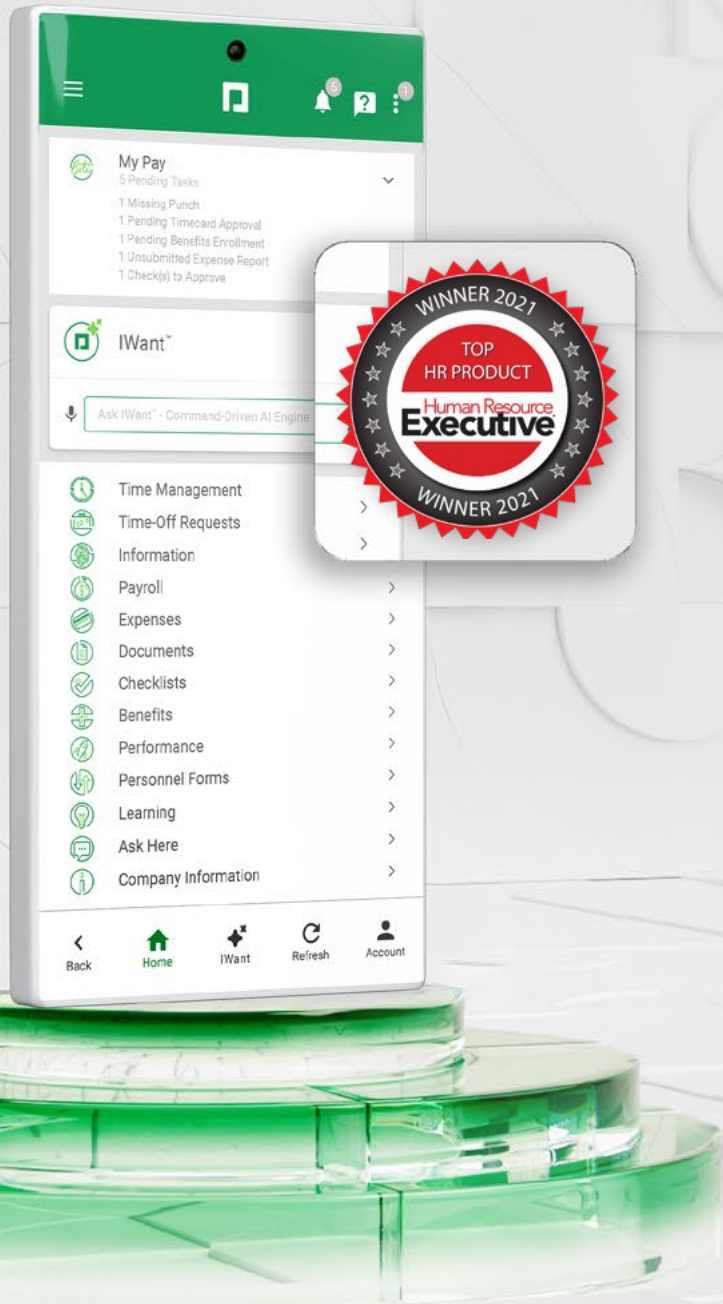 5
?
1
Beti
My Pay
5 Pending Tasks
1 Missing Punch
1 Pending Timecard Approval
1 Pending Benefits Enrollment
1 Unsubmitted Expense Report
1 Check(s) to Approve
IWant™
Ask IWant™ - Command-Driven AI Engine
WINNER 2021
TOP
HR PRODUCT
Human Resource
Executive
WINNER 2021
Time Management
Time-Off Requests
Information
Payroll
Expenses
Documents
Checklists
Benefits
Performance
Personnel Forms
Learning
Ask Here
Company Information
Back
Home
IWant
Refresh
Account